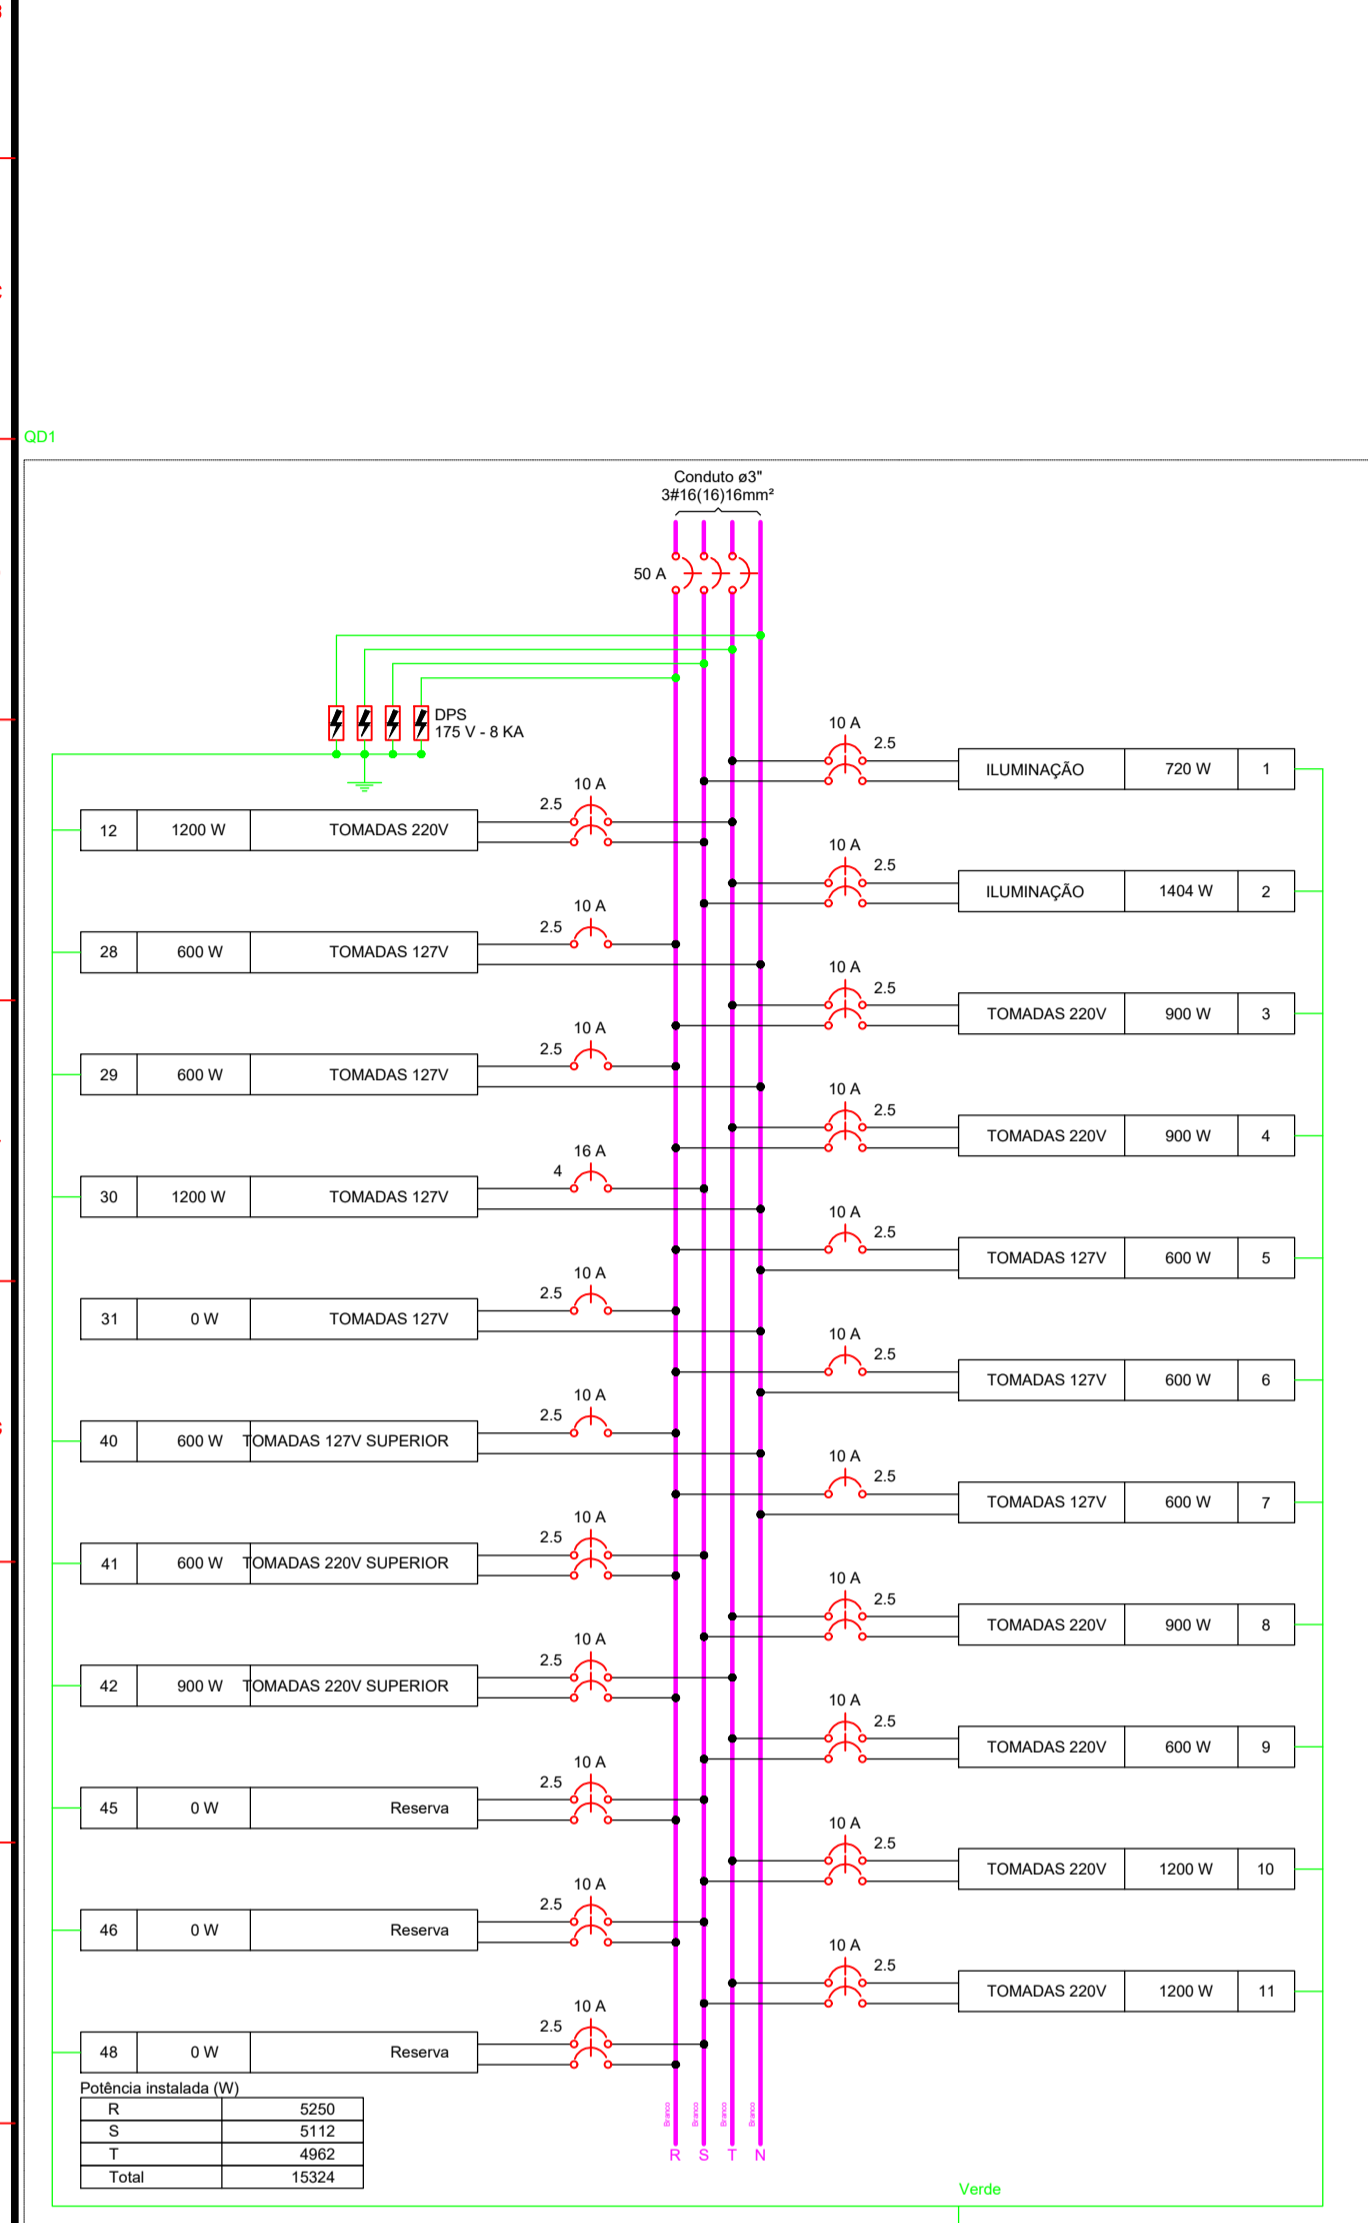 QD1
Conduto ø3"
3#16(16)16mm²
50 A
DPS
175 V - 8 KA
10 A
2.5
ILUMINAÇÃO 720 W 1
10 A
2.5
12 1200 W TOMADAS 220V
10 A
2.5
ILUMINAÇÃO 1404 W 2
10 A
2.5
28 600 W TOMADAS 127V
10 A
2.5
TOMADAS 220V 900 W 3
10 A
2.5
29 600 W TOMADAS 127V
10 A
2.5
TOMADAS 220V 900 W 4
16 A
4
30 1200 W TOMADAS 127V
10 A
2.5
TOMADAS 127V 600 W 5
10 A
2.5
31 0 W TOMADAS 127V
10 A
2.5
TOMADAS 127V 600 W 6
10 A
2.5
40 600 W TOMADAS 127V SUPERIOR
10 A
2.5
TOMADAS 127V 600 W 7
10 A
2.5
41 600 W TOMADAS 220V SUPERIOR
10 A
2.5
TOMADAS 220V 900 W 8
10 A
2.5
42 900 W TOMADAS 220V SUPERIOR
10 A
2.5
TOMADAS 220V 600 W 9
10 A
2.5
45 0 W Reserva
10 A
2.5
TOMADAS 220V 1200 W 10
10 A
2.5
46 0 W Reserva
10 A
2.5
TOMADAS 220V 1200 W 11
10 A
2.5
48 0 W Reserva
Potência instalada (W)
R 5250
S 5112
T 4962
Total 15324
Branco Branco Branco Branco
R S T N
Verde